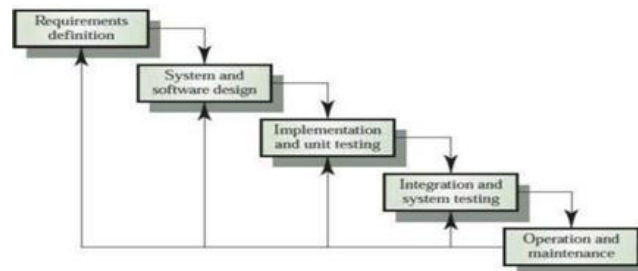 Requirements
definition
System and
software design
Implementation
and unit testing
Integration and
system testing
Operation and
maintenance